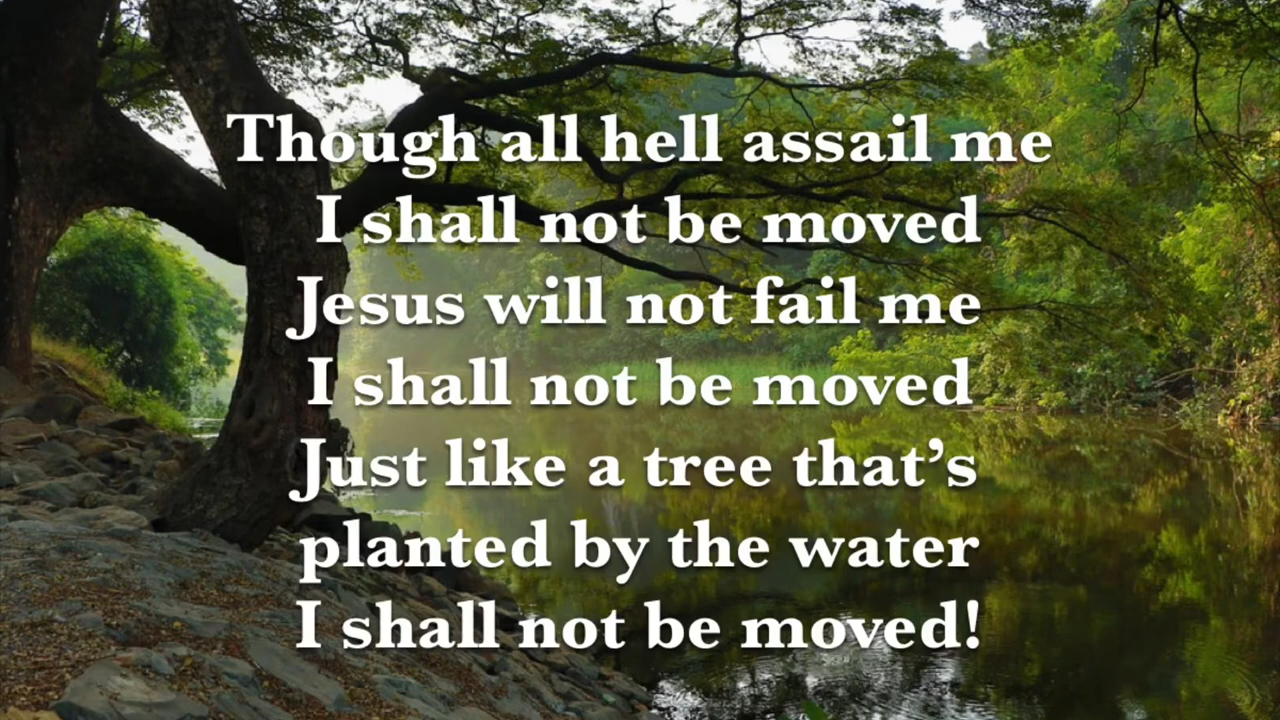 Though all hell assail me
I shall not be moved
Jesus will not fail me
I shall not be moved
Just like a tree that’s
planted by the water
I shall not be moved!